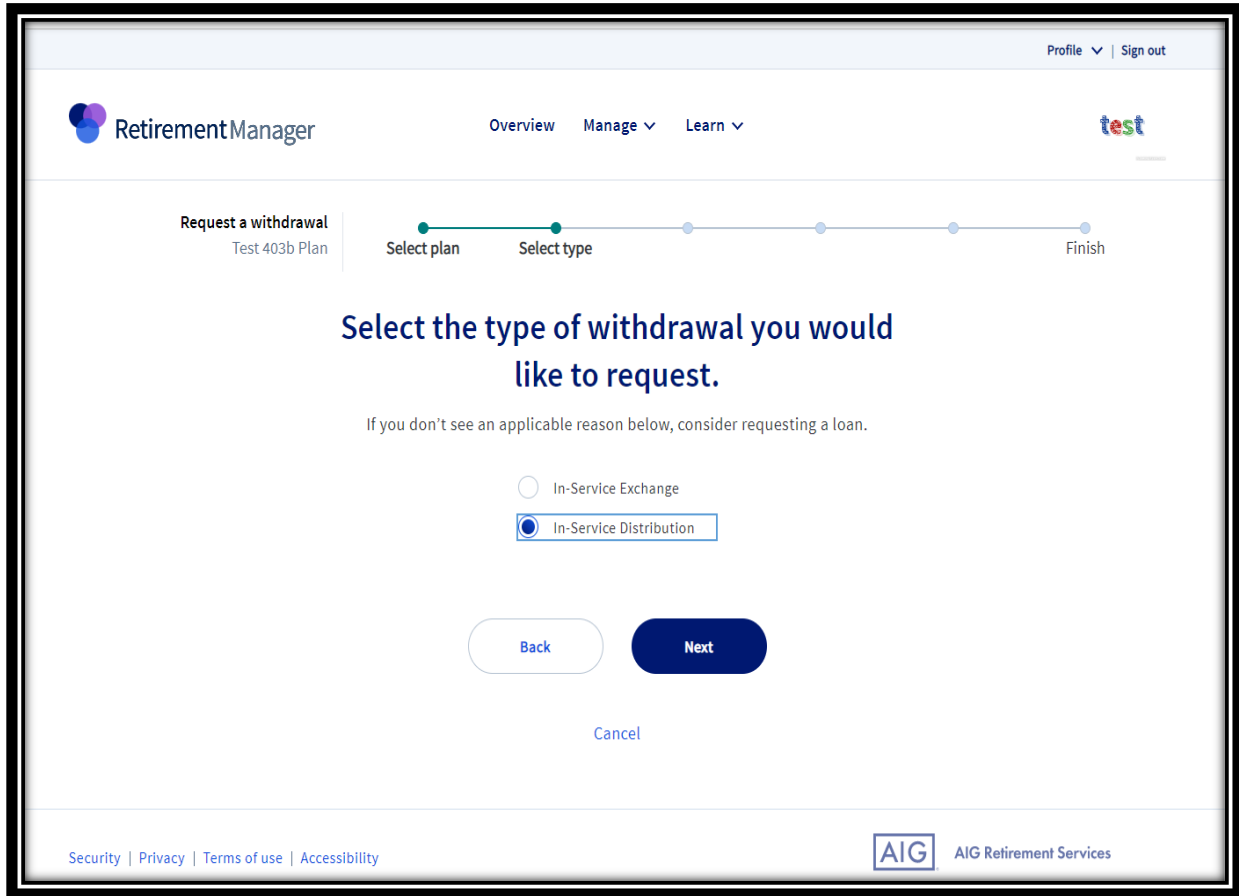 Profile | Sign out
RetirementManager
Overview Manage Learn
test
Request a withdrawal
Test 403b Plan
Select plan
Select type
Finish
Select the type of withdrawal you would
like to request.
If you don’t see an applicable reason below, consider requesting a loan.
In-Service Exchange
In-Service Distribution
Back
Next
Cancel
Security | Privacy | Terms of use | Accessibility
AIG AIG Retirement Services